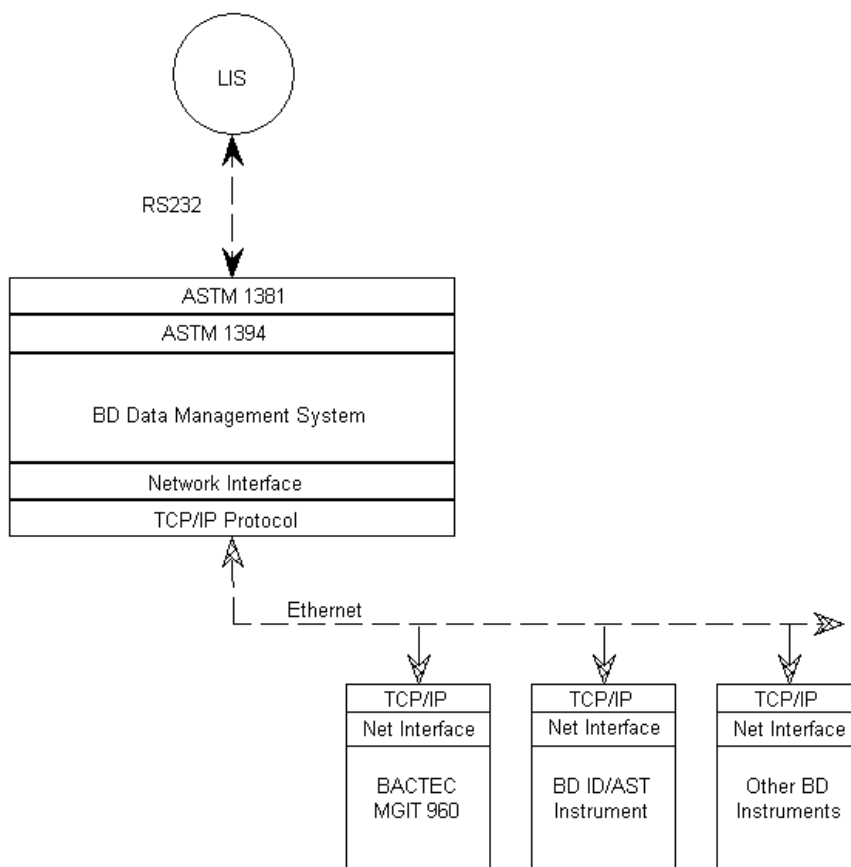 LIS
RS232
ASTM 1381
ASTM 1394
BD Data Management System
Network Interface
TCP/IP Protocol
Ethernet
TCP/IP
Net Interface
BACTEC
MGIT 960
TCP/IP
Net Interface
BD ID/AST
Instrument
TCP/IP
Net Interface
Other BD
Instruments